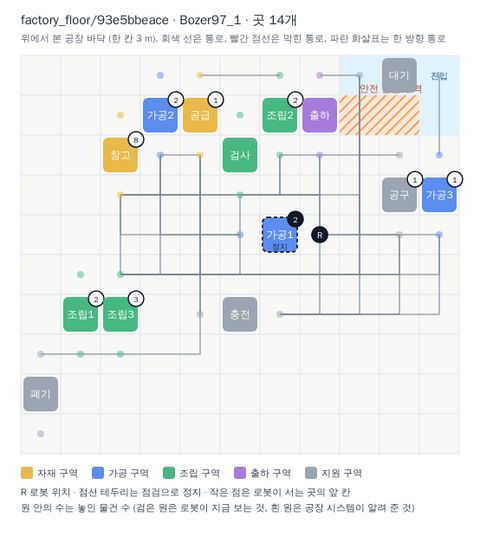 factory_floor/93e5bbeace · Bozer97_1 · 곳 14개
위에서 본 공장 바닥 (한 칸 3 m). 회색 선은 통로, 빨간 점선은 막힌 통로, 파란 화살표는 한 방향 통로
대기
진입
안전
역
2
1
2
가공2
공급
조립2
출하
8
창고
검사
1
1
공구
가공3
2
가공1
정지
R
2
3
조립1
조립3
충전
폐기
자재 구역
가공 구역
조립 구역
출하 구역
지원 구역
R 로봇 위치 · 점선 테두리는 점검으로 정지 · 작은 점은 로봇이 서는 곳의 앞 칸
원 안의 수는 놓인 물건 수 (검은 원은 로봇이 지금 보는 것, 흰 원은 공장 시스템이 알려 준 것)